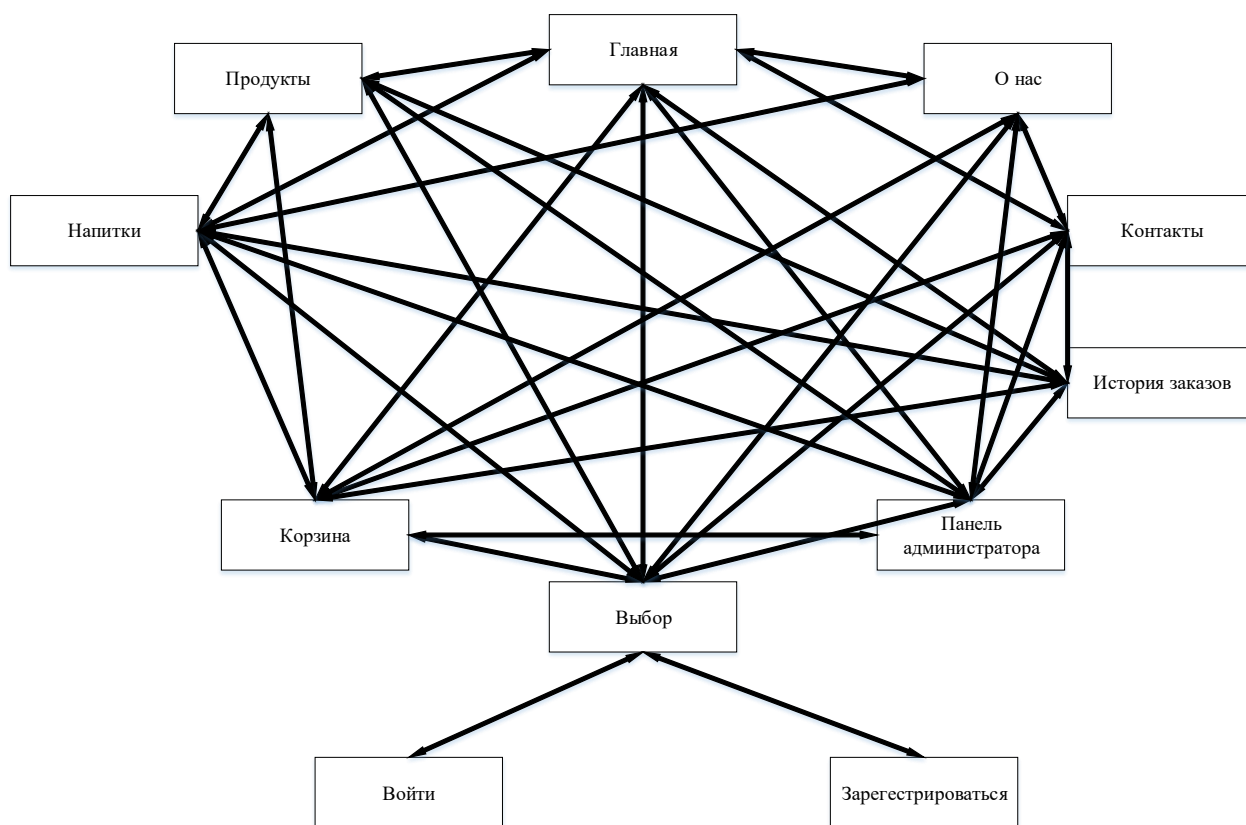 Главная
Продукты
О нас
Напитки
Контакты
История заказов
Корзина
Панель
администратора
Выбор
Войти
Зарегестрироваться